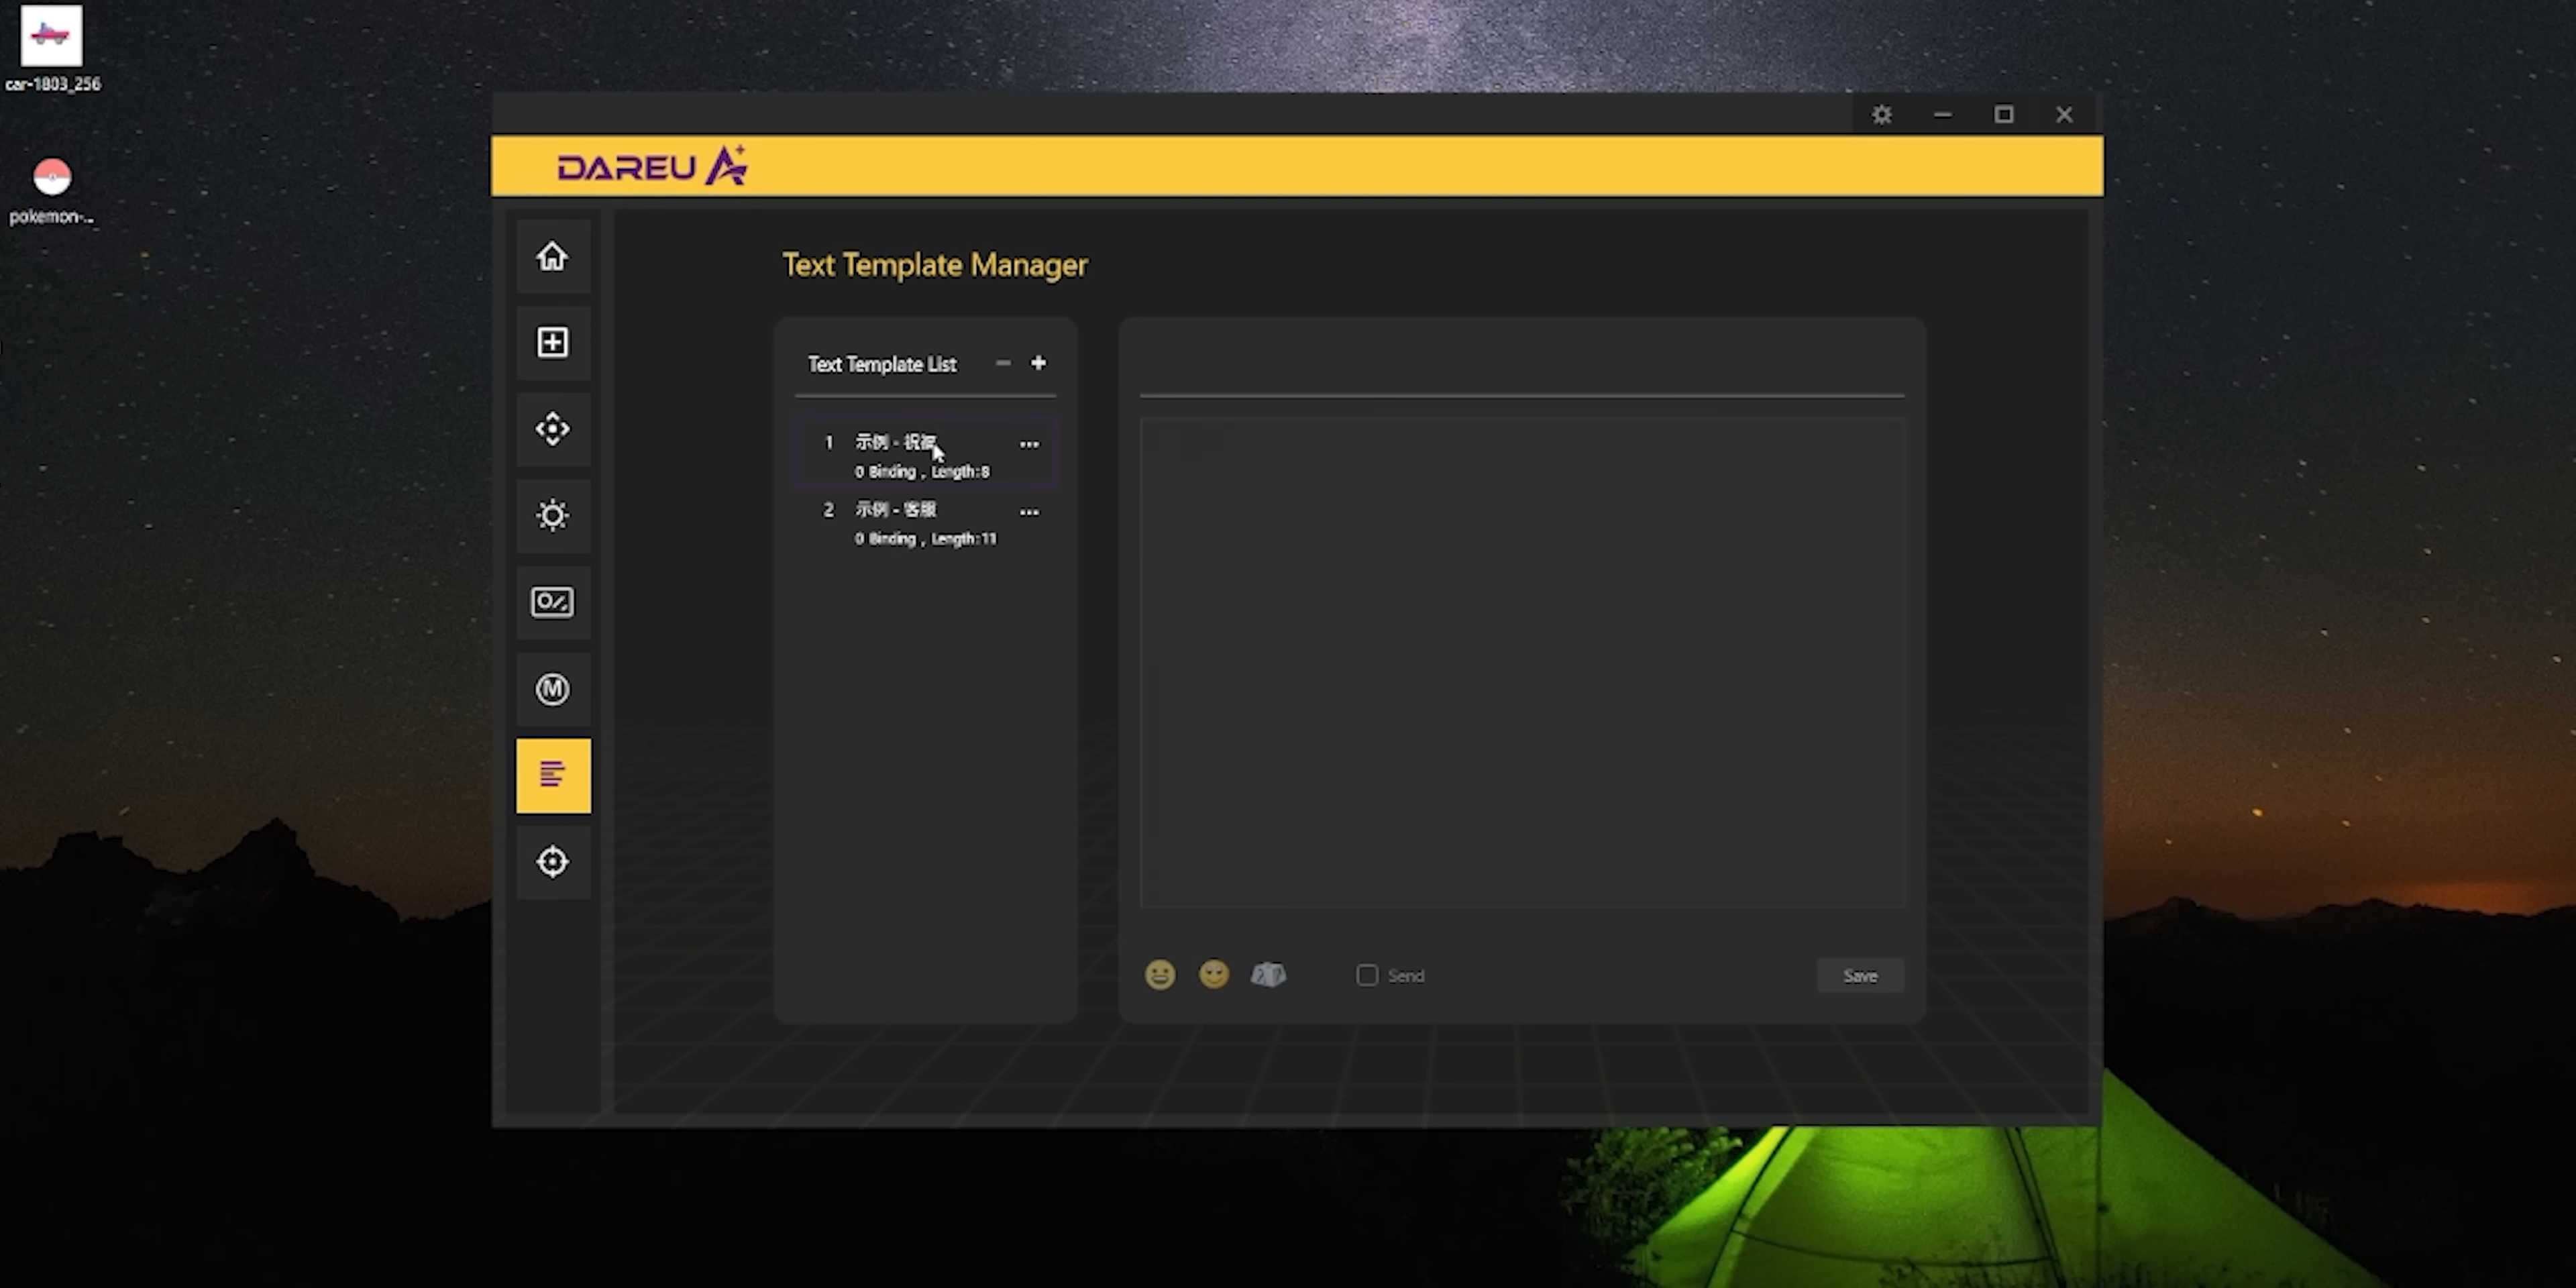 car-1803_256
pokemon-...
DAREU A+
Text Template Manager
Text Template List
1 示例 - 祝福
0 Binding , Length:8
2 示例 - 客服
0 Binding , Length:11
Send
Save